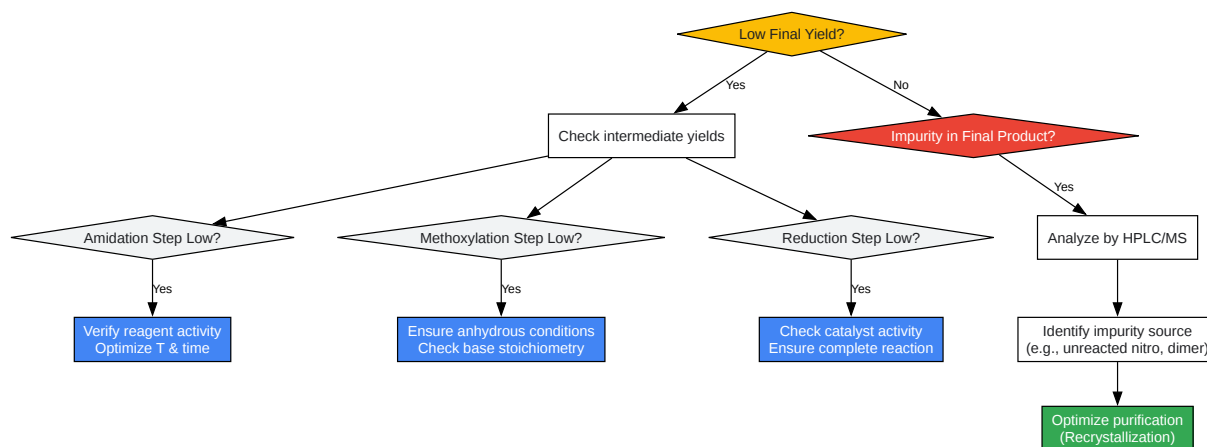 Low Final Yield?
Yes
No
Check intermediate yields
Impurity in Final Product?
Yes
Amidation Step Low?
Methoxylation Step Low?
Reduction Step Low?
Analyze by HPLC/MS
Yes
Yes
Yes
Verify reagent activity
Optimize T & time
Ensure anhydrous conditions
Check base stoichiometry
Check catalyst activity
Ensure complete reaction
Identify impurity source
(e.g., unreacted nitro, dimer)
Optimize purification
(Recrystallization)